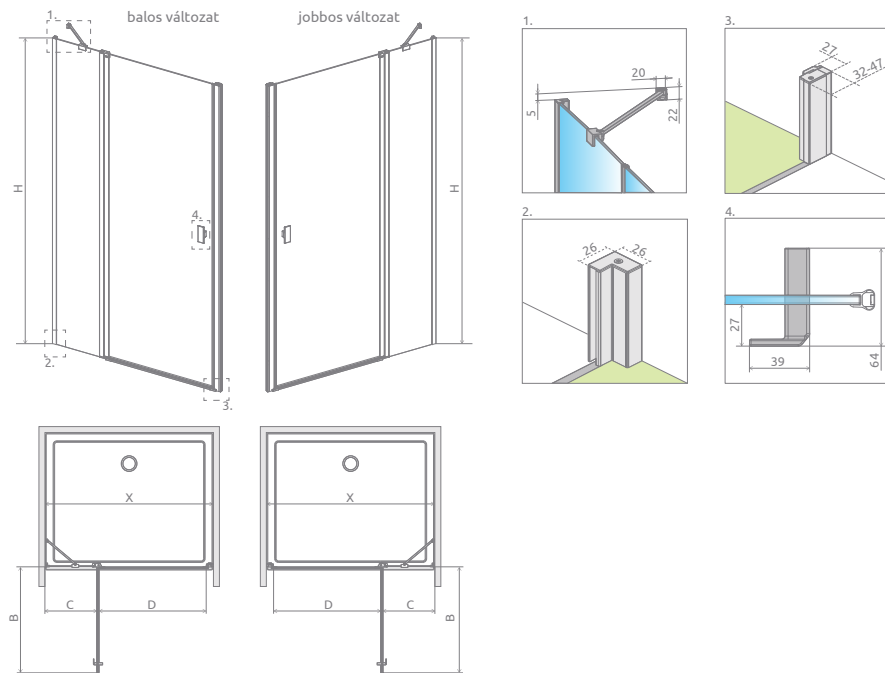 balos változat
jobbos változat
1.
H
4.
2.
3.
H
1.
20
5
22
3.
27
32-47
2.
26
26
4.
27
39
64
X
C
D
B
X
D
C
B